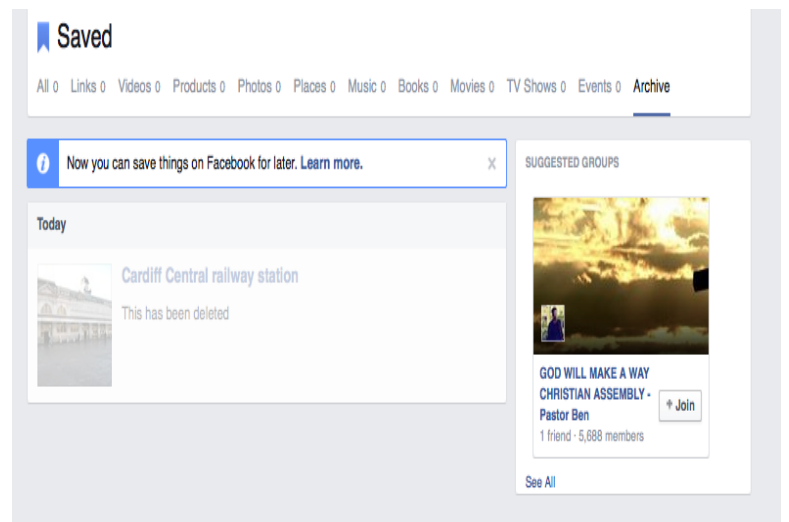 Saved
All 0 Links 0 Videos 0 Products 0 Photos 0 Places 0 Music 0 Books 0 Movies 0 TV Shows 0 Events 0 Archive
Now you can save things on Facebook for later. Learn more.
Today
Cardiff Central railway station
This has been deleted
SUGGESTED GROUPS
GOD WILL MAKE A WAY
CHRISTIAN ASSEMBLY -
Pastor Ben
1 friend · 5,688 members
+ Join
See All